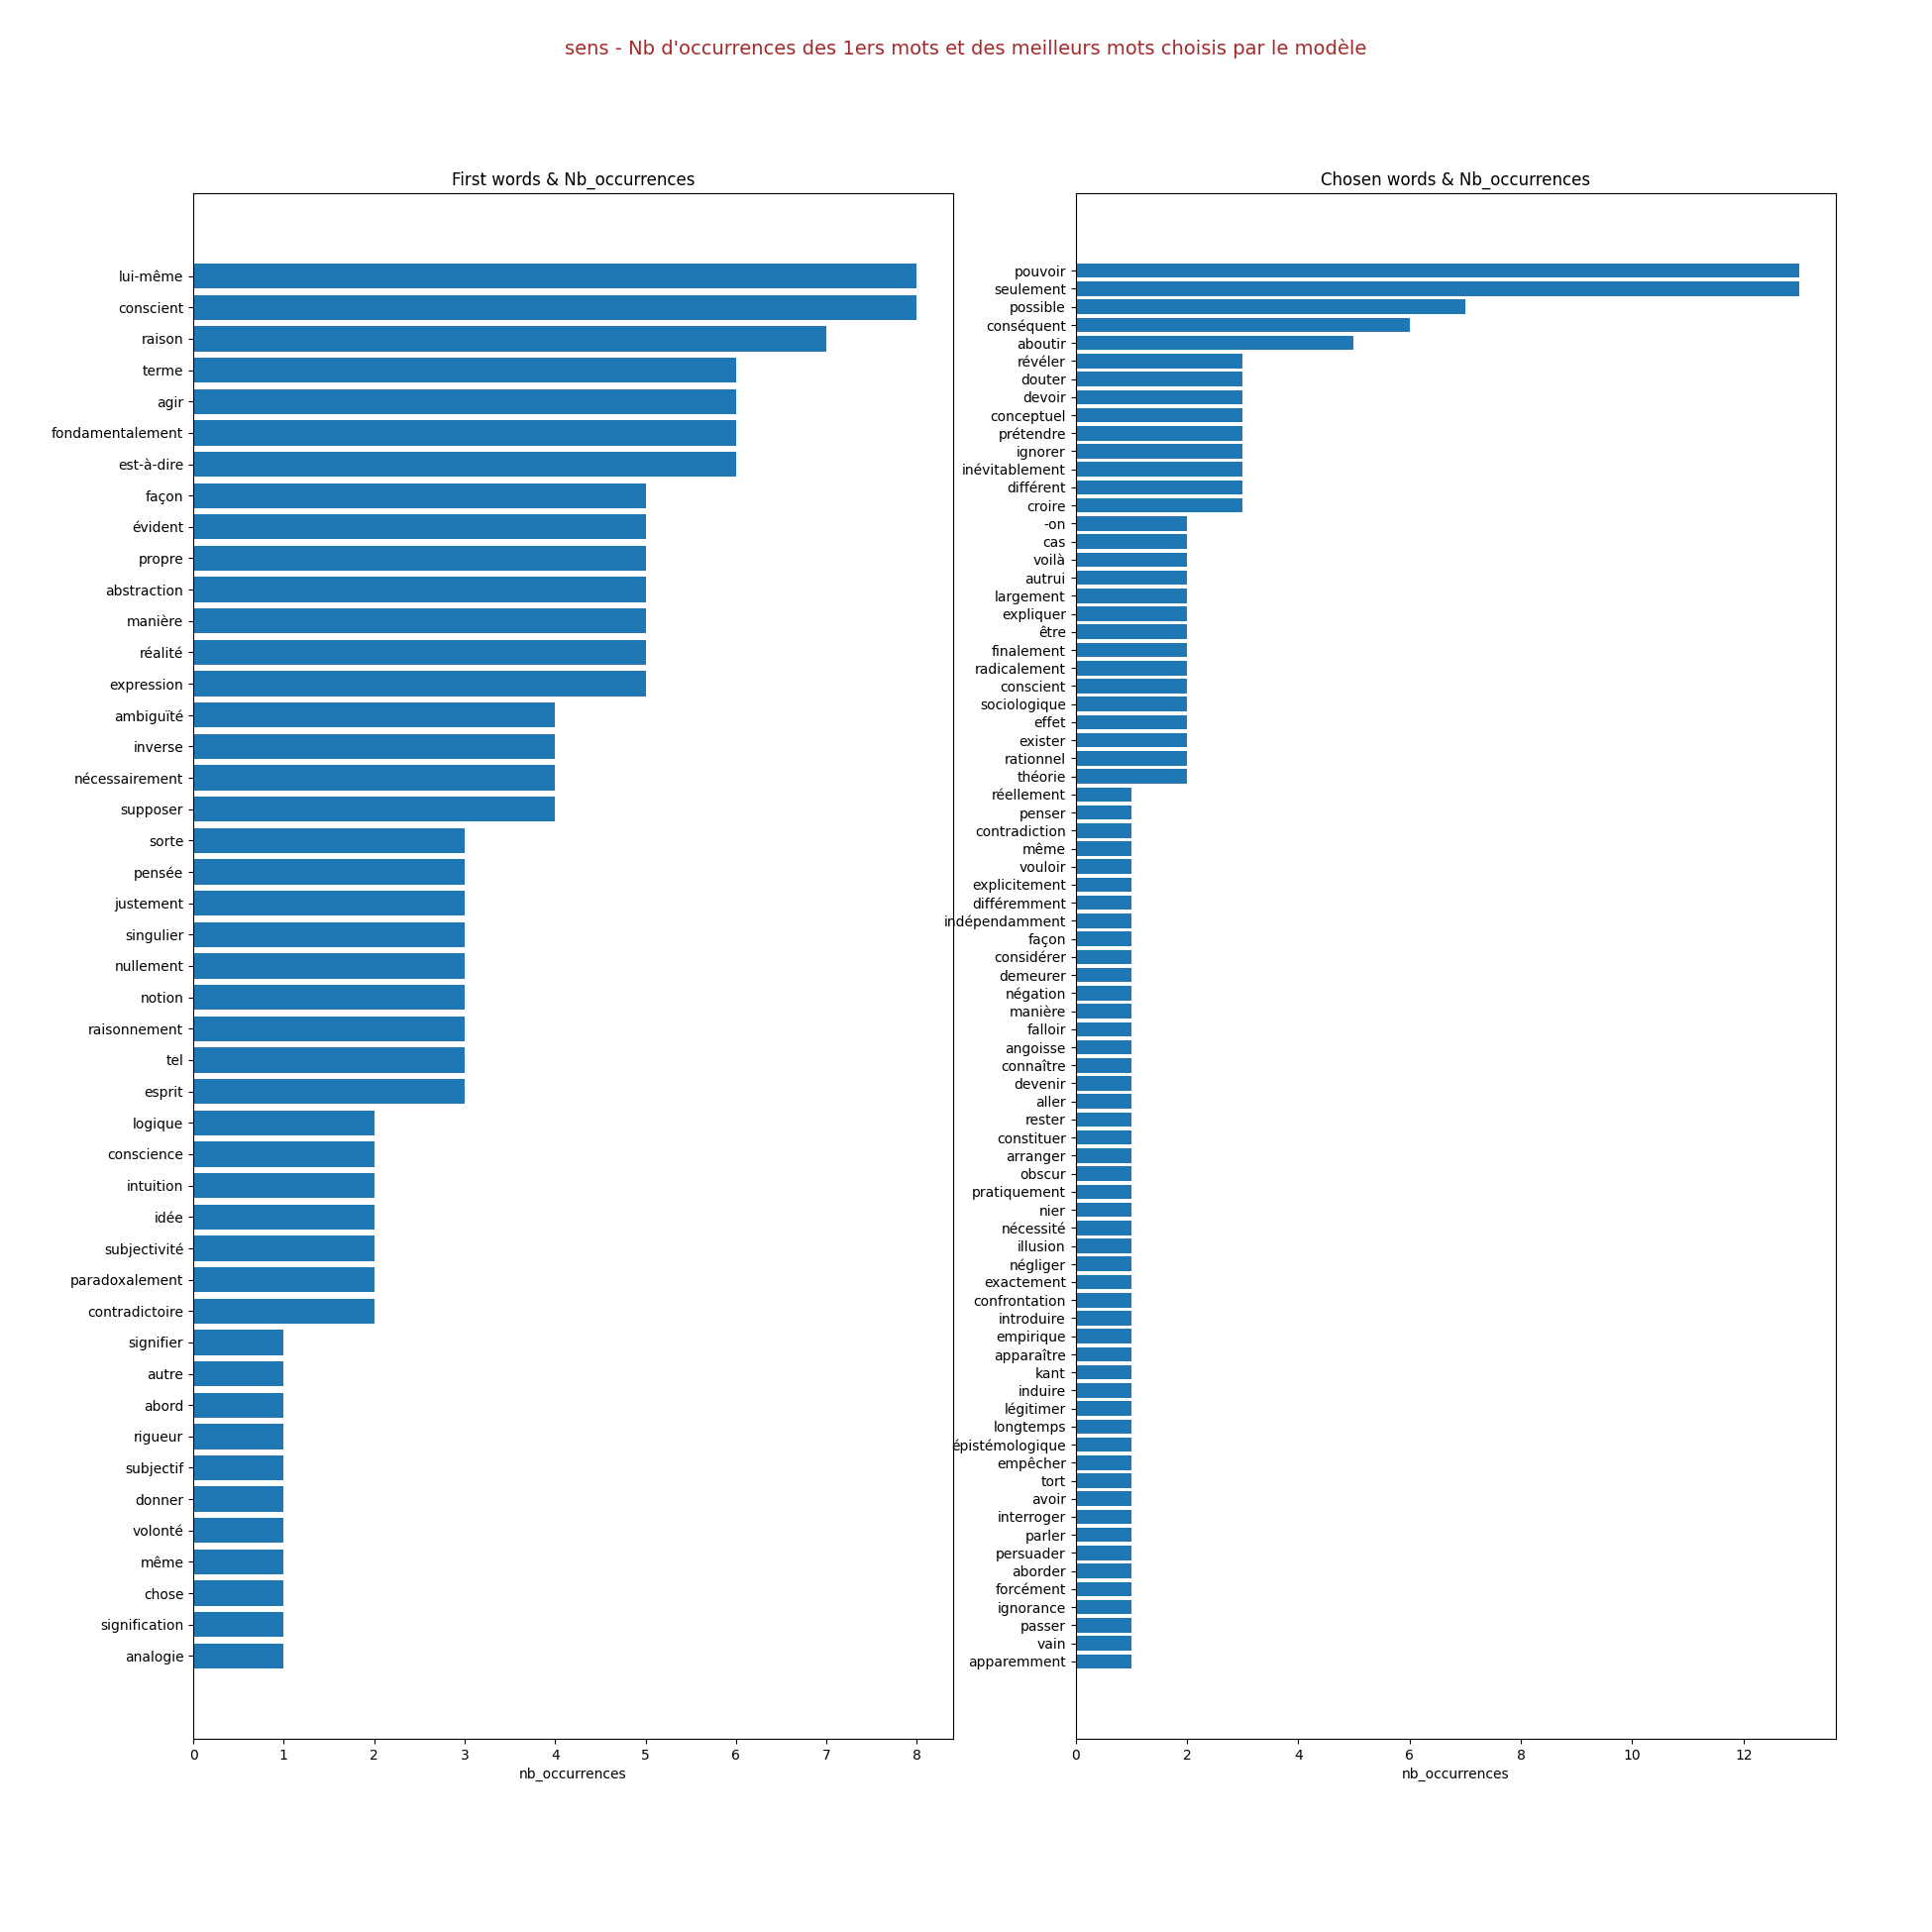 sens - Nb d'occurrences des 1ers mots et des meilleurs mots choisis par le modèle
First words & Nb_occurrences
lui-même
conscient
raison
terme
agir
fondamentalement
est-à-dire
façon
évident
propre
abstraction
manière
réalité
expression
ambiguïté
inverse
nécessairement
supposer
sorte
pensée
justement
singulier
nullement
notion
raisonnement
tel
esprit
logique
conscience
intuition
idée
subjectivité
paradoxalement
contradictoire
signifier
autre
abord
rigueur
subjectif
donner
volonté
même
chose
signification
analogie
0 1 2 3 4 5 6 7 8
nb_occurrences
Chosen words & Nb_occurrences
pouvoir
seulement
possible
conséquent
aboutir
révéler
douter
devoir
conceptuel
prétendre
ignorer
inévitablement
différent
croire
-on
cas
voilà
autrui
largement
expliquer
être
finalement
radicalement
conscient
sociologique
effet
exister
rationnel
théorie
réellement
penser
contradiction
même
vouloir
explicitement
différemment
indépendamment
façon
considérer
demeurer
négation
manière
falloir
angoisse
connaître
devenir
aller
rester
constituer
arranger
obscur
pratiquement
nier
nécessité
illusion
négliger
exactement
confrontation
introduire
empirique
apparaître
kant
induire
légitimer
longtemps
épistémologique
empêcher
tort
avoir
interroger
parler
persuader
aborder
forcément
ignorance
passer
vain
apparemment
0 2 4 6 8 10 12
nb_occurrences